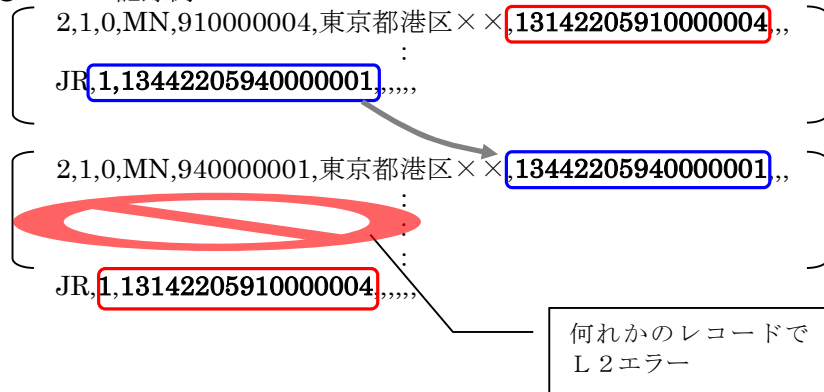 2,1,0,MN,910000004,東京都港区××,13142205910000004,,,
:
JR,1,13442205940000001,,,,,
2,1,0,MN,940000001,東京都港区××,13442205940000001,,,
:
:
:
JR,1,13142205910000004,,,,,
何れかのレコードで
L2エラー